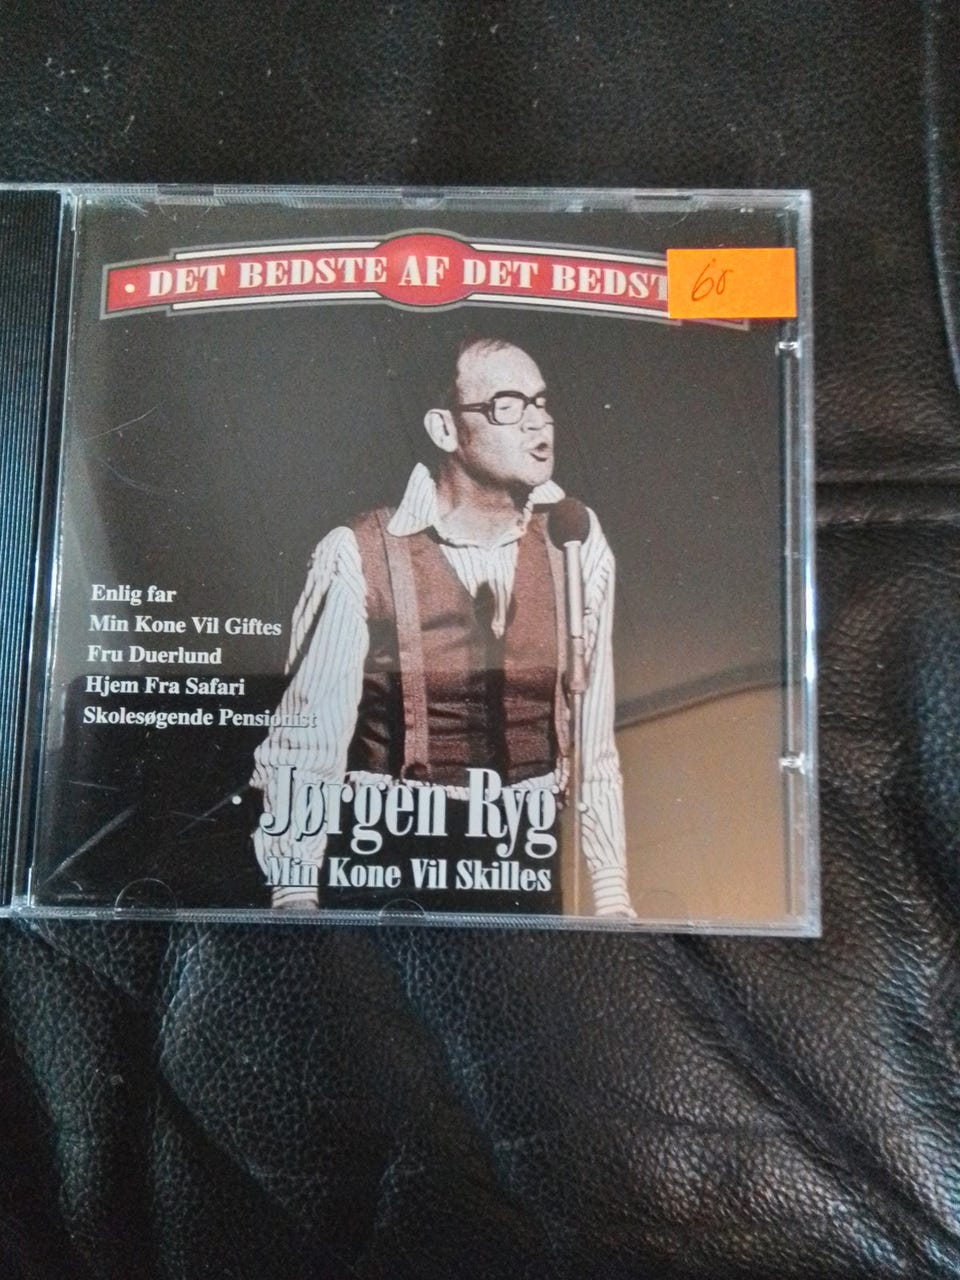 • DET BEDSTE AF DET BEDST
60
Enlig far
Min Kone Vil Giftes
Fru Duerlund
Hjem Fra Safari
Skolesøgende Pensionist
• Jørgen Ryg
Min Kone Vil Skilles